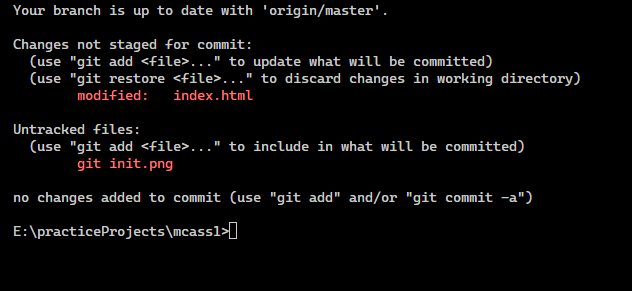 Your branch is up to date with 'origin/master'.
Changes not staged for commit:
(use "git add <file>..." to update what will be committed)
(use "git restore <file>..." to discard changes in working directory)
modified:   index.html
Untracked files:
(use "git add <file>..." to include in what will be committed)
git init.png
no changes added to commit (use "git add" and/or "git commit -a")
E:\practiceProjects\mcass1>